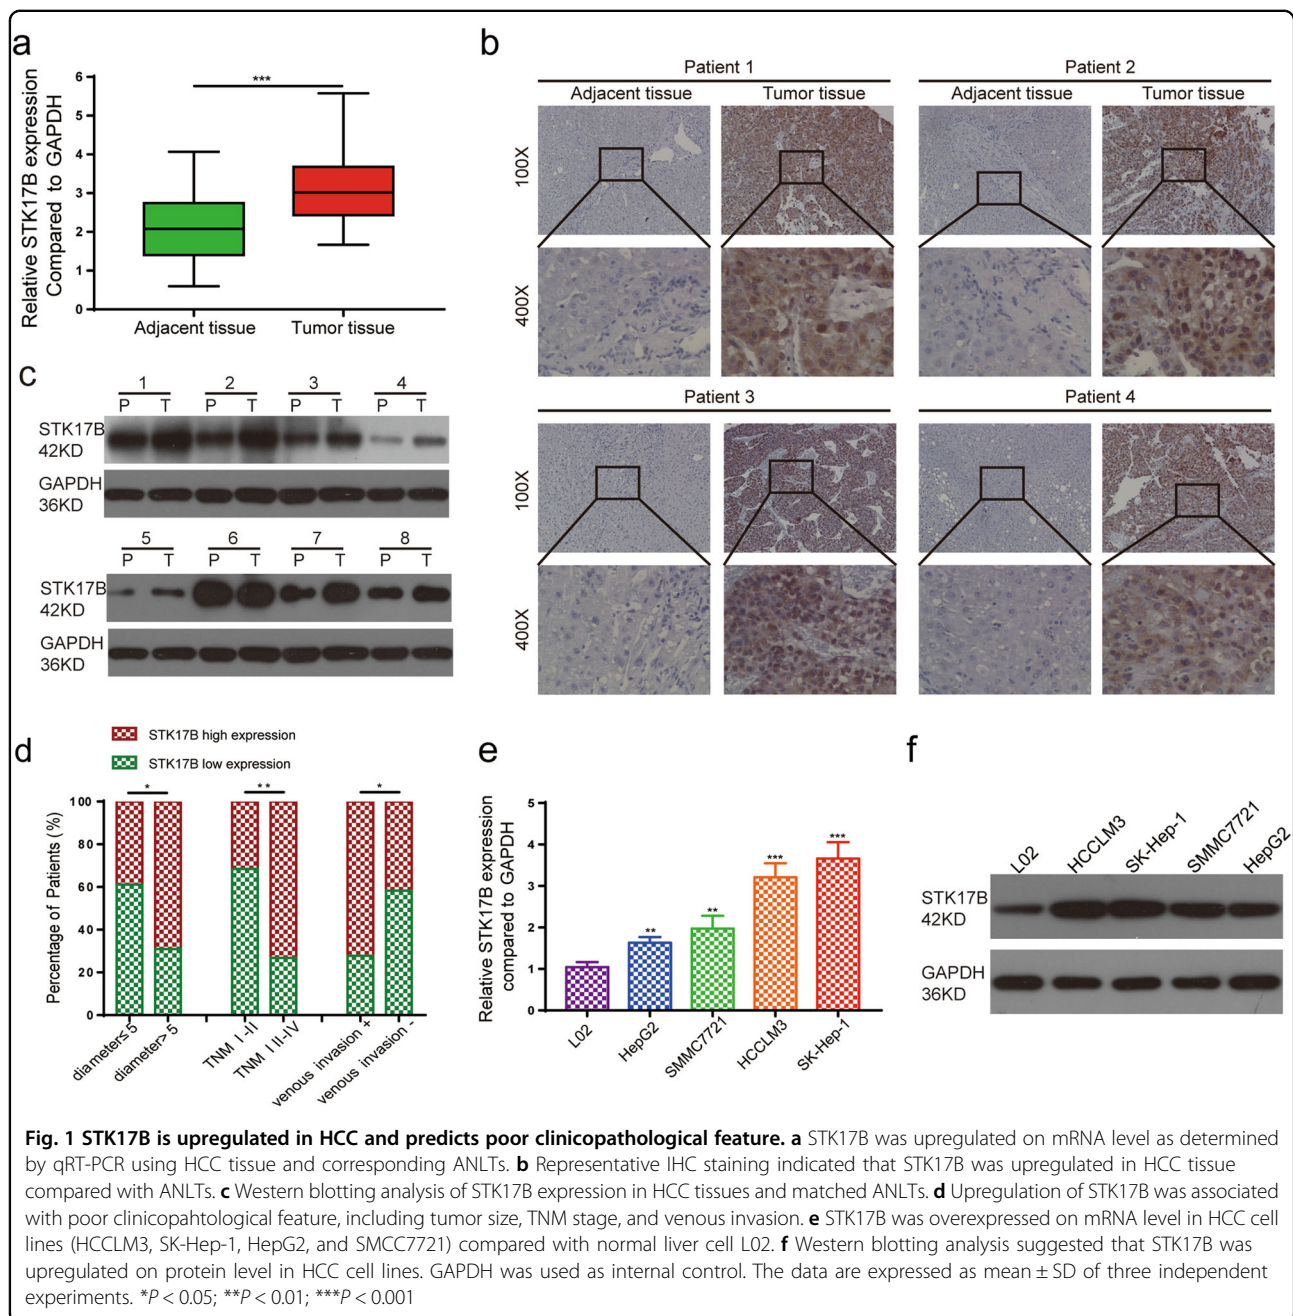 a
Relative STK17B expression
Compared to GAPDH
6
5
4
3
2
1
0
***
Adjacent tissue
Tumor tissue
b
Patient 1
Patient 2
Adjacent tissue
Tumor tissue
Adjacent tissue
Tumor tissue
100X
400X
Patient 3
Patient 4
100X
400X
c
1 2 3 4
P T P T P T P T
STK17B
42KD
GAPDH
36KD
5 6 7 8
P T P T P T P T
STK17B
42KD
GAPDH
36KD
d
STK17B high expression
STK17B low expression
Percentage of Patients (%)
100
80
60
40
20
0
*
**
*
diameter≤ 5
diameter> 5
TNM I-II
TNM III-IV
venous invasion +
venous invasion -
e
Relative STK17B expression
compared to GAPDH
5
4
3
2
1
0
**
**
***
***
L02
HepG2
SMMC7721
HCCLM3
SK-Hep-1
f
L02
HCCLM3
SK-Hep-1
SMMC7721
HepG2
STK17B
42KD
GAPDH
36KD
Fig. 1 STK17B is upregulated in HCC and predicts poor clinicopathological feature. a STK17B was upregulated on mRNA level as determined
by qRT-PCR using HCC tissue and corresponding ANLTs. b Representative IHC staining indicated that STK17B was upregulated in HCC tissue
compared with ANLTs. c Western blotting analysis of STK17B expression in HCC tissues and matched ANLTs. d Upregulation of STK17B was associated
with poor clinicopahtological feature, including tumor size, TNM stage, and venous invasion. e STK17B was overexpressed on mRNA level in HCC cell
lines (HCCLM3, SK-Hep-1, HepG2, and SMCC7721) compared with normal liver cell L02. f Western blotting analysis suggested that STK17B was
upregulated on protein level in HCC cell lines. GAPDH was used as internal control. The data are expressed as mean ± SD of three independent
experiments. *P < 0.05; **P < 0.01; ***P < 0.001